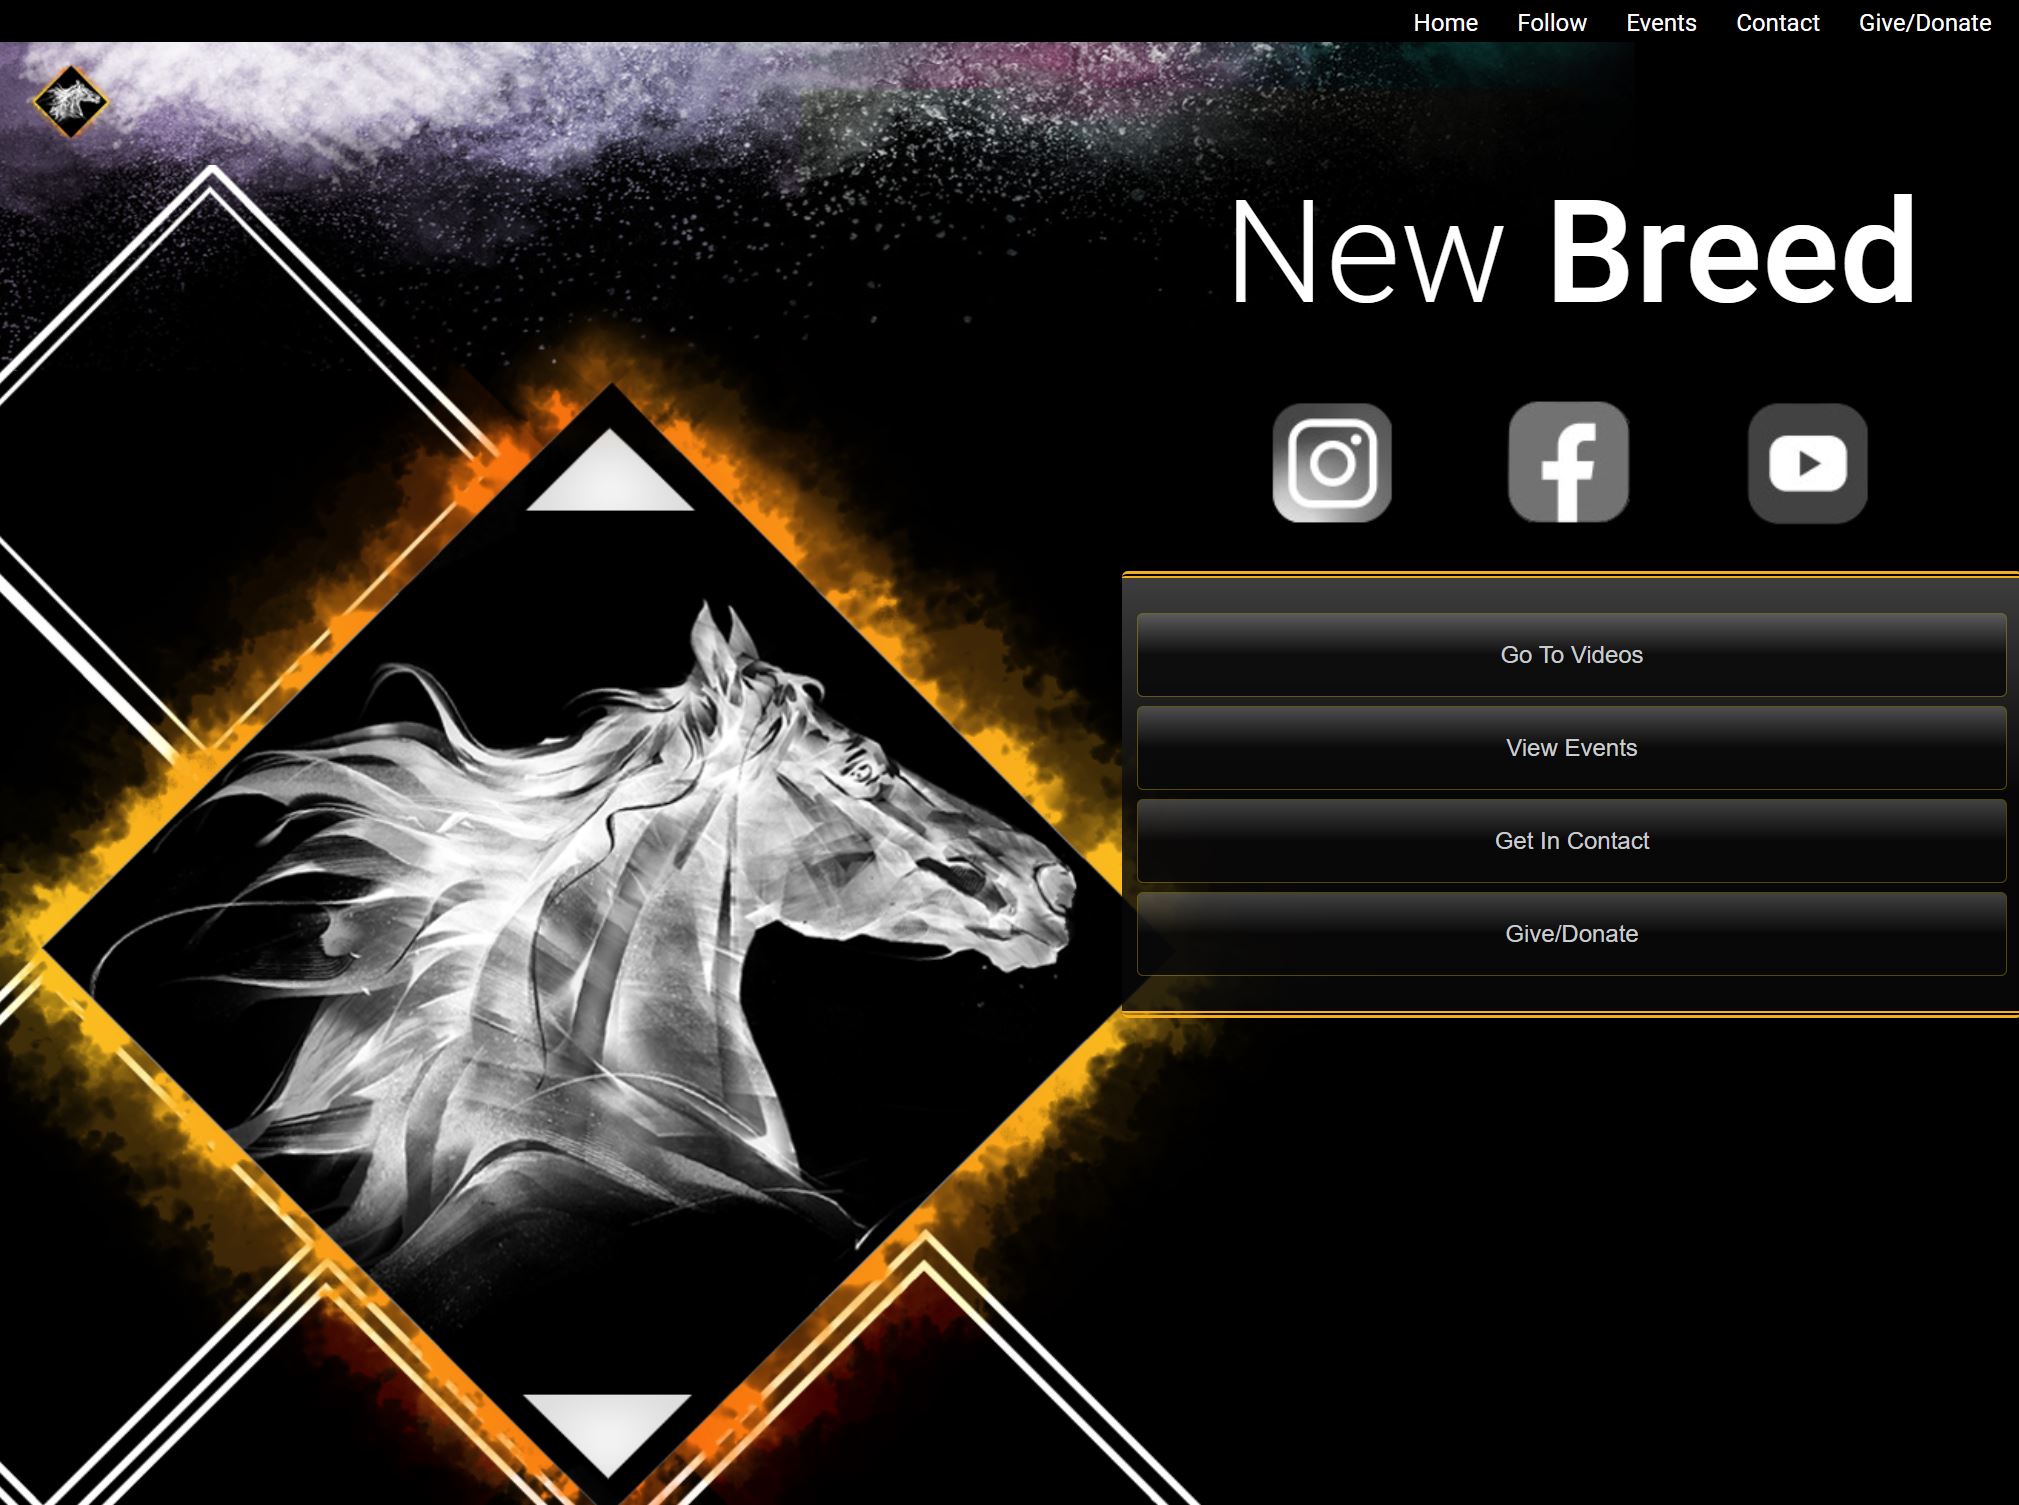 Home Follow Events Contact Give/Donate
New Breed
Go To Videos
View Events
Get In Contact
Give/Donate